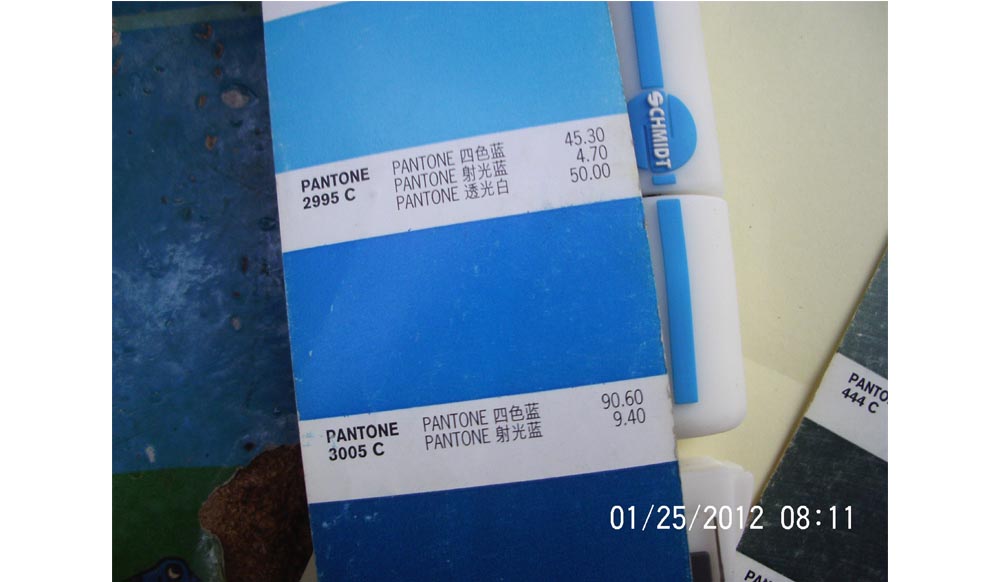 SCHMIDT
PANTONE 2995 C
PANTONE 四色蓝 45.30
PANTONE 射光蓝 4.70
PANTONE 透光白 50.00
PANTONE 3005 C
PANTONE 四色蓝 90.60
PANTONE 射光蓝 9.40
PANTO
444 C
PANTO
01/25/2012 08:11